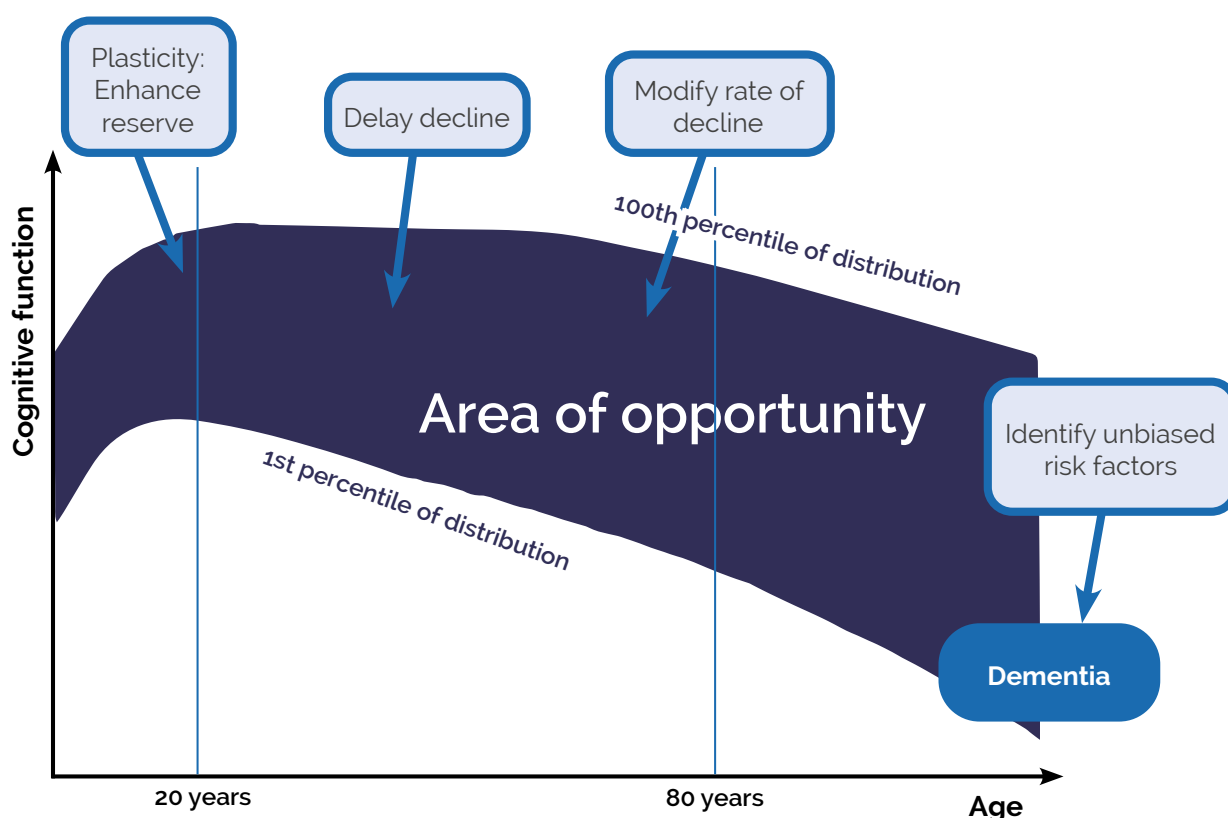 Plasticity:
Enhance
reserve
Delay decline
Modify rate of
decline
100th percentile of distribution
Cognitive function
Area of opportunity
1st percentile of distribution
Identify unbiased
risk factors
Dementia
20 years
80 years
Age